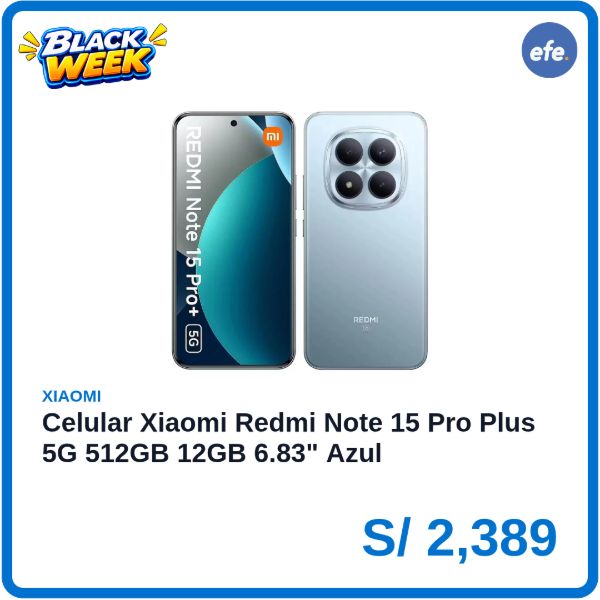 BLACK
WEEK
efe.
REDMI Note 15 Pro+
5G
mi
REDMI
XIAOMI
Celular Xiaomi Redmi Note 15 Pro Plus
5G 512GB 12GB 6.83" Azul
S/ 2,389